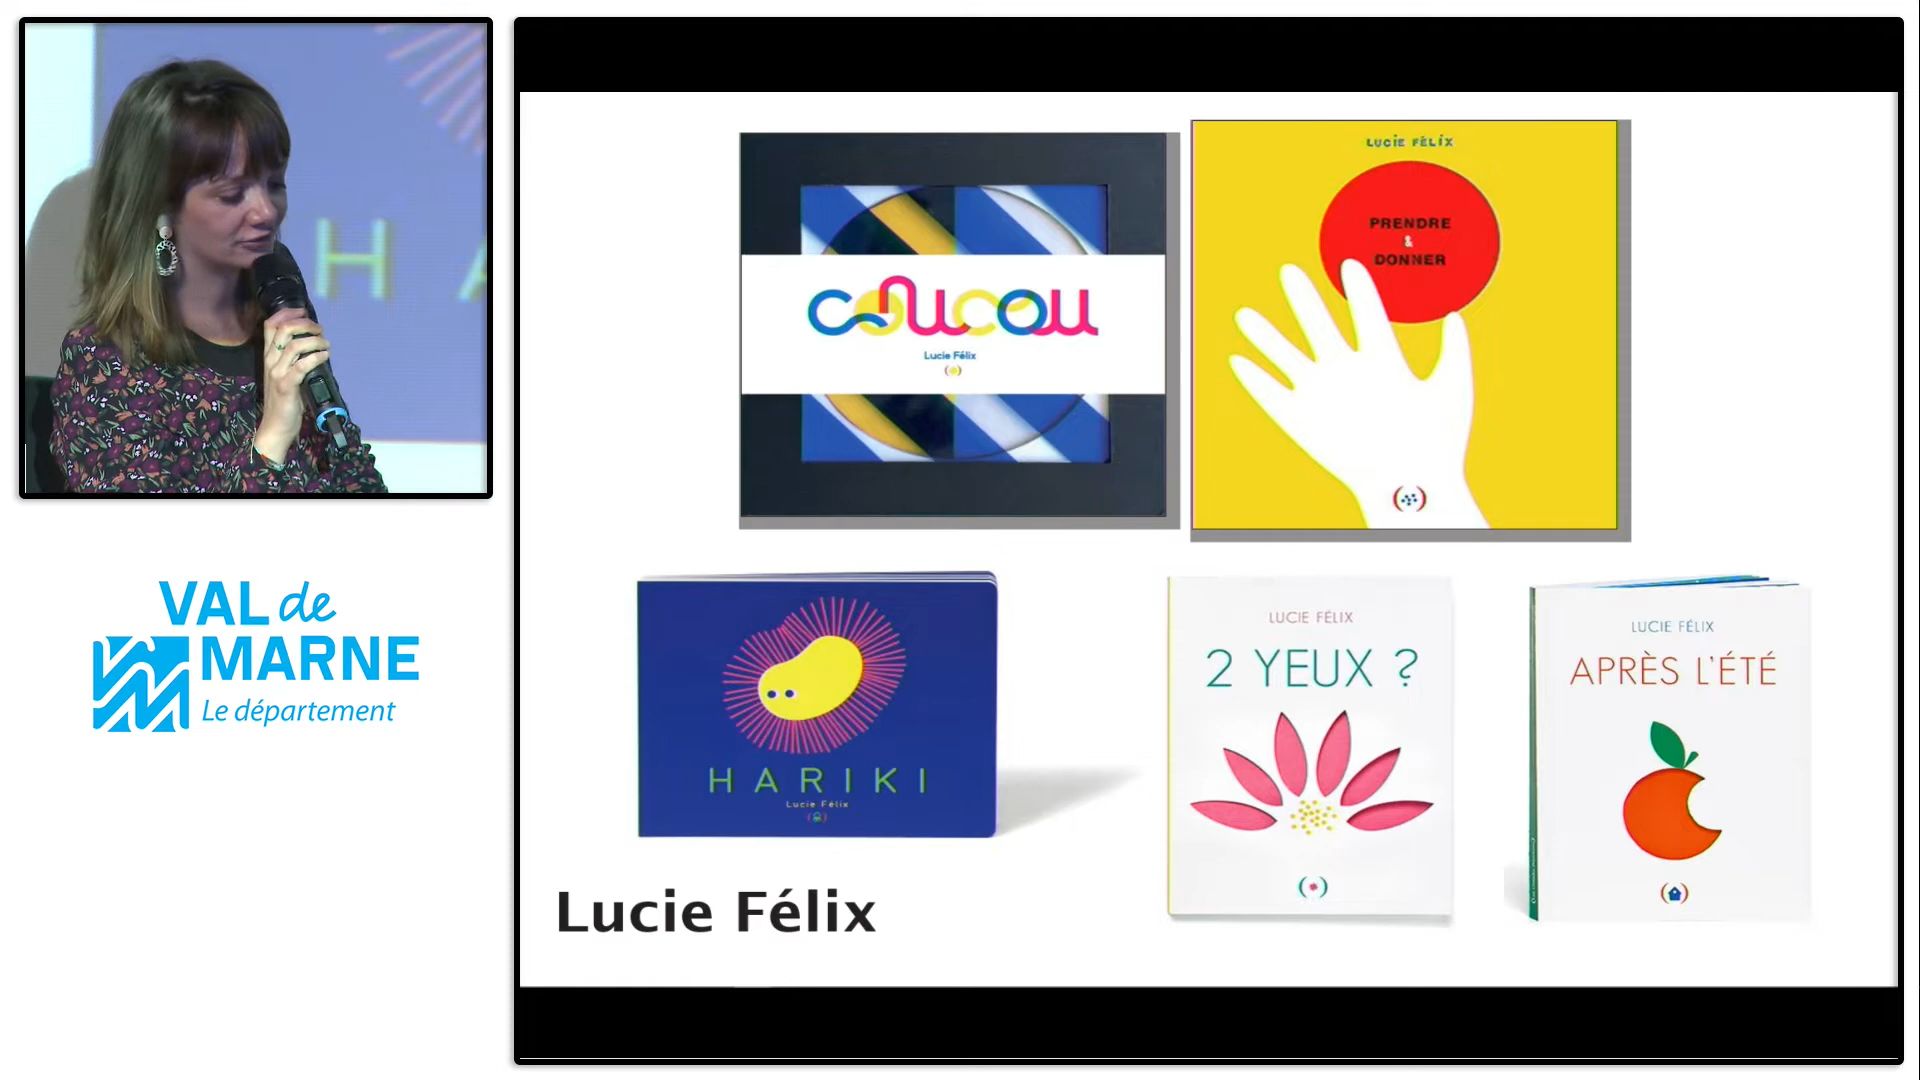 H A
VAL de
MARNE
Le département
coucou
Lucie Félix
LUCIE FÉLIX
PRENDRE
&
DONNER
HARIKI
Lucie Félix
LUCIE FÉLIX
2 YEUX ?
LUCIE FÉLIX
APRÈS L'ÉTÉ
Lucie Félix